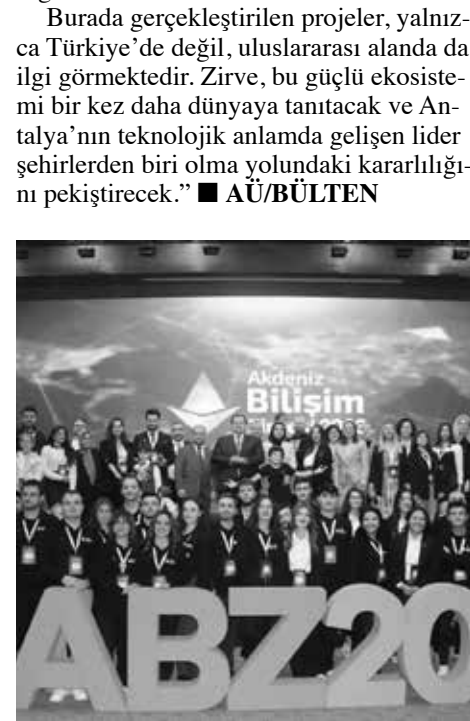 Burada gerçekleştirilen projeler, yalnız-
ca Türkiye’de değil, uluslararası alanda da
ilgi görmektedir. Zirve, bu güçlü ekosiste-
mi bir kez daha dünyaya tanıtacak ve An-
talya’nın teknolojik anlamda gelişen lider
şehirlerden biri olma yolundaki kararlılığı-
nı pekiştirecek.” ■ AÜ/BÜLTEN
Akdeniz
Bilişim
ABZ20